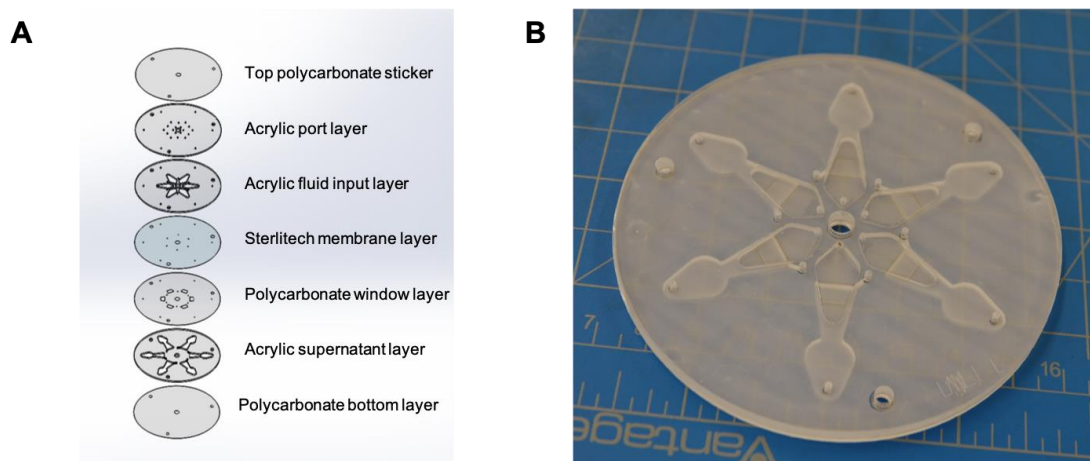 A
Top polycarbonate sticker
Acrylic port layer
Acrylic fluid input layer
Sterlitech membrane layer
Polycarbonate window layer
Acrylic supernatant layer
Polycarbonate bottom layer
B
7
16
Vantage